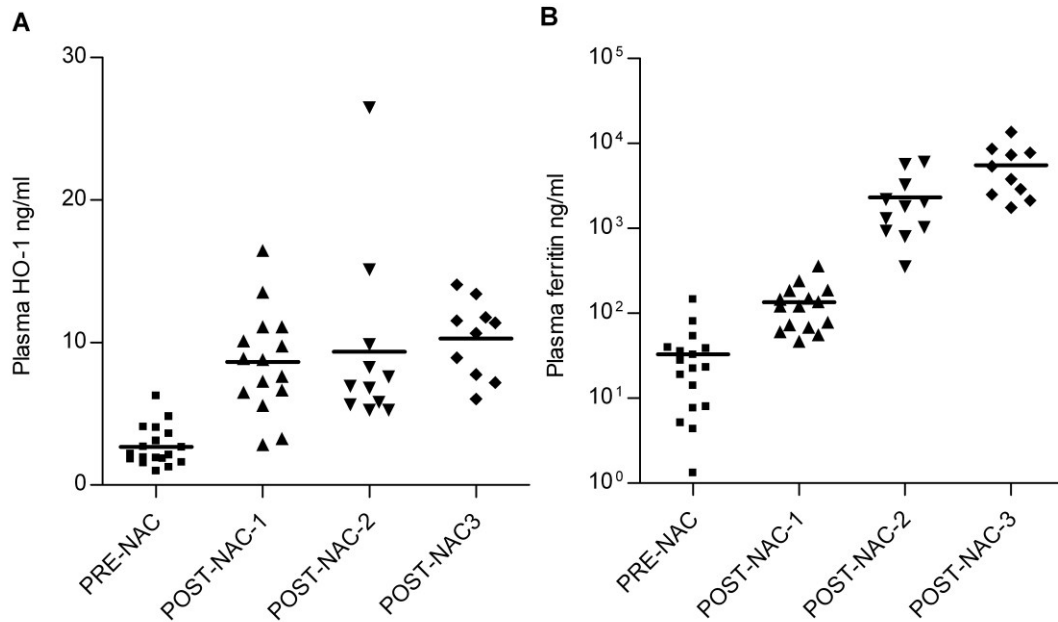 A
Plasma HO-1 ng/ml
30
20
10
0
PRE-NAC
POST-NAC-1
POST-NAC-2
POST-NAC3
B
Plasma ferritin ng/ml
10⁵
10⁴
10³
10²
10¹
10⁰
PRE-NAC
POST-NAC-1
POST-NAC-2
POST-NAC-3